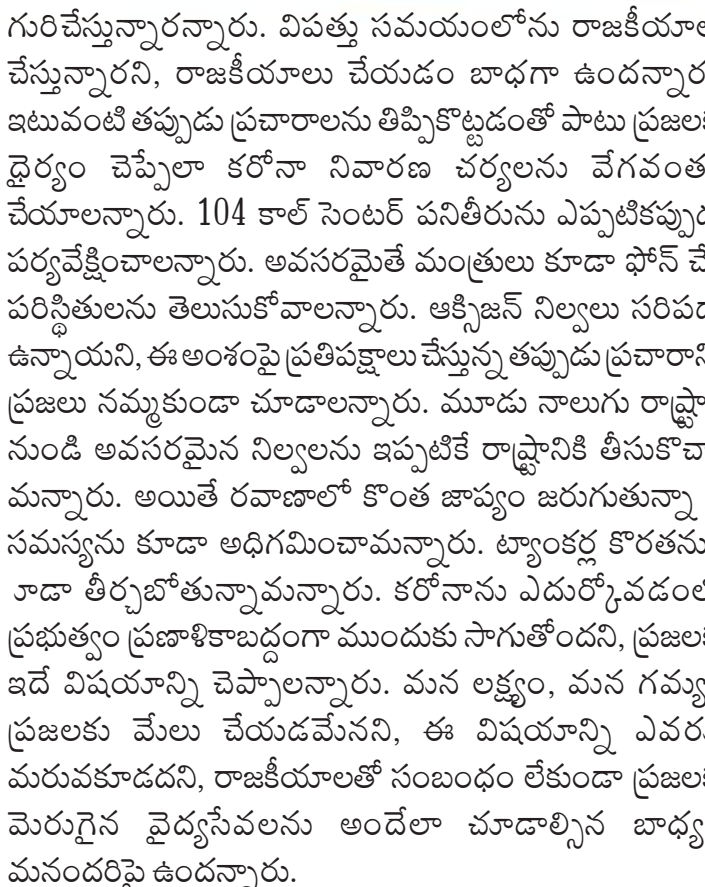 గురిచేస్తున్నారన్నారు. విపత్తు సమయంలోను రాజకీయాల
చేస్తున్నారని, రాజకీయాలు చేయడం బాధగా ఉందన్నార
ఇటువంటి తప్పుడు ప్రచారాలను తిప్పికొట్టడంతో పాటు ప్రజల
ధైర్యం చెప్పేలా కరోనా నివారణ చర్యలను వేగవంత
చేయాలన్నారు. 104 కాల్ సెంటర్ పనితీరును ఎప్పటికప్పుడ
పర్యవేక్షించాలన్నారు. అవసరమైతే మంత్రులు కూడా ఫోన్ చే
పరిస్థితులను తెలుసుకోవాలన్నారు. ఆక్సిజన్ నిల్వలు సరిపడ
ఉన్నాయని, ఈ అంశంపై ప్రతిపక్షాలు చేస్తున్న తప్పుడు ప్రచారాని
ప్రజలు నమ్మకుండా చూడాలన్నారు. మూడు నాలుగు రాష్ట్రా
నుండి అవసరమైన నిల్వలను ఇప్పటికే రాష్ట్రానికి తీసుకొచా
మన్నారు. అయితే రవాణాలో కొంత జాప్యం జరుగుతున్నా
సమస్యను కూడా అధిగమించామన్నారు. ట్యాంకర్ల కొరతను
ూడా తీర్చబోతున్నామన్నారు. కరోనాను ఎదుర్కోవడంల
ప్రభుత్వం ప్రణాళికాబద్దంగా ముందుకు సాగుతోందని, ప్రజల
ఇదే విషయాన్ని చెప్పాలన్నారు. మన లక్ష్యం, మన గమ్య
ప్రజలకు మేలు చేయడమేనని, ఈ విషయాన్ని ఎవర
మరువకూడదని, రాజకీయాలతో సంబంధం లేకుండా ప్రజల
మెరుగైన వైద్యసేవలను అందేలా చూడాల్సిన బాధ్య
మనందరిపై ఉందన్నారు.